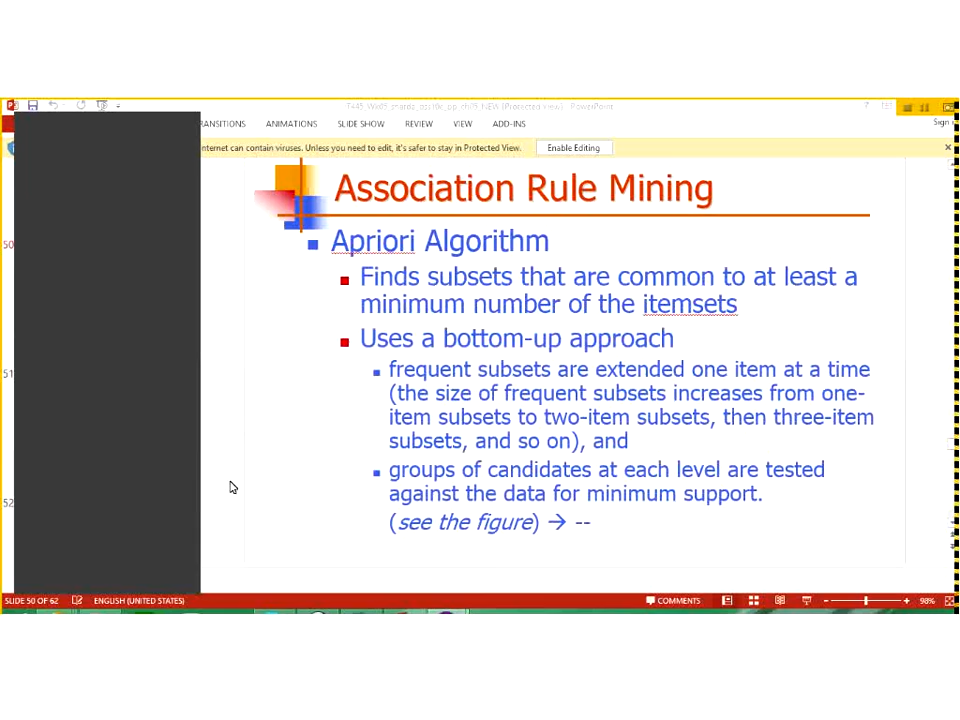 RANSITIONS ANIMATIONS SLIDE SHOW REVIEW VIEW ADD-INS Sign
nternet can contain viruses. Unless you need to edit, it's safer to stay in Protected View. Enable Editing
Association Rule Mining
50
Apriori Algorithm
Finds subsets that are common to at least a
minimum number of the itemsets
Uses a bottom-up approach
51
frequent subsets are extended one item at a time
(the size of frequent subsets increases from one-
item subsets to two-item subsets, then three-item
subsets, and so on), and
groups of candidates at each level are tested
against the data for minimum support.
52
(see the figure) → --
SLIDE 50 OF 62 ENGLISH (UNITED STATES) COMMENTS 98%